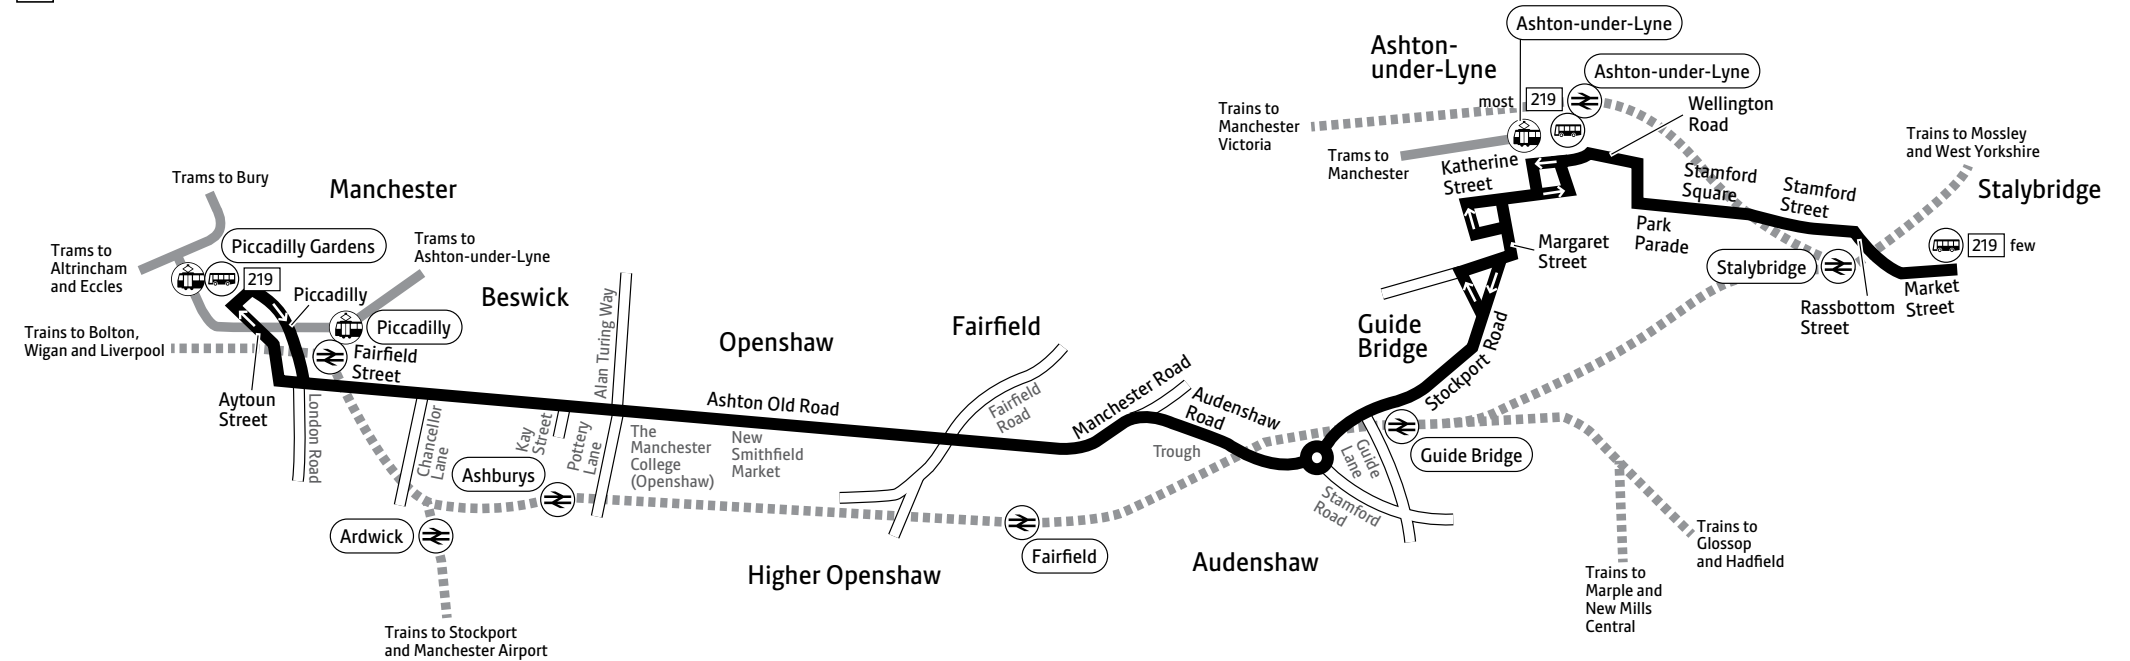 Ashton-under-Lyne
Ashton-
under-Lyne
Ashton-under-Lyne
most
219
Wellington
Road
Trains to
Manchester
Victoria
Trams to
Manchester
Katherine
Street
Stamford
Square
Stamford
Street
Trains to Mossley
and West Yorkshire
Stalybridge
Park
Parade
Margaret
Street
Stalybridge
219
few
Rassbottom
Street
Market
Street
Trams to Bury
Manchester
Piccadilly Gardens
Trams to
Altrincham
and Eccles
219
Trams to
Ashton-under-Lyne
Piccadilly
Piccadilly
Beswick
Trains to Bolton,
Wigan and Liverpool
Fairfield
Street
Aytoun
Street
London Road
Chancellor
Lane
Alan Turing Way
Openshaw
Fairfield
Guide
Bridge
Ashton Old Road
Kay
Street
Pottery
Lane
The
Manchester
College
(Openshaw)
New
Smithfield
Market
Fairfield
Road
Manchester Road
Audenshaw
Road
Trough
Stockport Road
Guide
Lane
Guide Bridge
Stamford
Road
Ashburys
Ardwick
Fairfield
Higher Openshaw
Audenshaw
Trains to
Glossop
and Hadfield
Trains to
Marple and
New Mills
Central
Trains to Stockport
and Manchester Airport